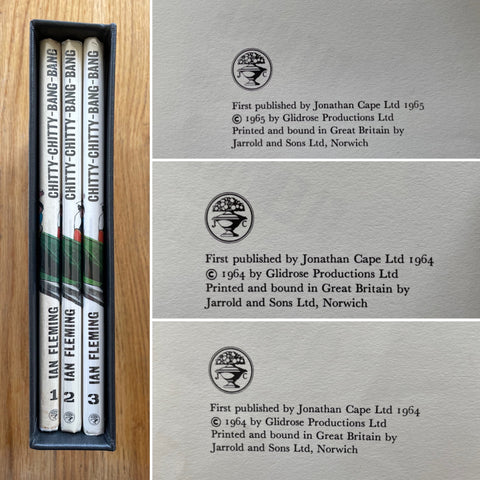 CHITTY-CHITTY-BANG-BANG
IAN FLEMING
1
CHITTY-CHITTY-BANG-BANG
IAN FLEMING
2
CHITTY-CHITTY-BANG-BANG
IAN FLEMING
3
J C
First published by Jonathan Cape Ltd 1965
© 1965 by Glidrose Productions Ltd
Printed and bound in Great Britain by
Jarrold and Sons Ltd, Norwich
J C
First published by Jonathan Cape Ltd 1964
© 1964 by Glidrose Productions Ltd
Printed and bound in Great Britain by
Jarrold and Sons Ltd, Norwich
J C
First published by Jonathan Cape Ltd 1964
© 1964 by Glidrose Productions Ltd
Printed and bound in Great Britain by
Jarrold and Sons Ltd, Norwich